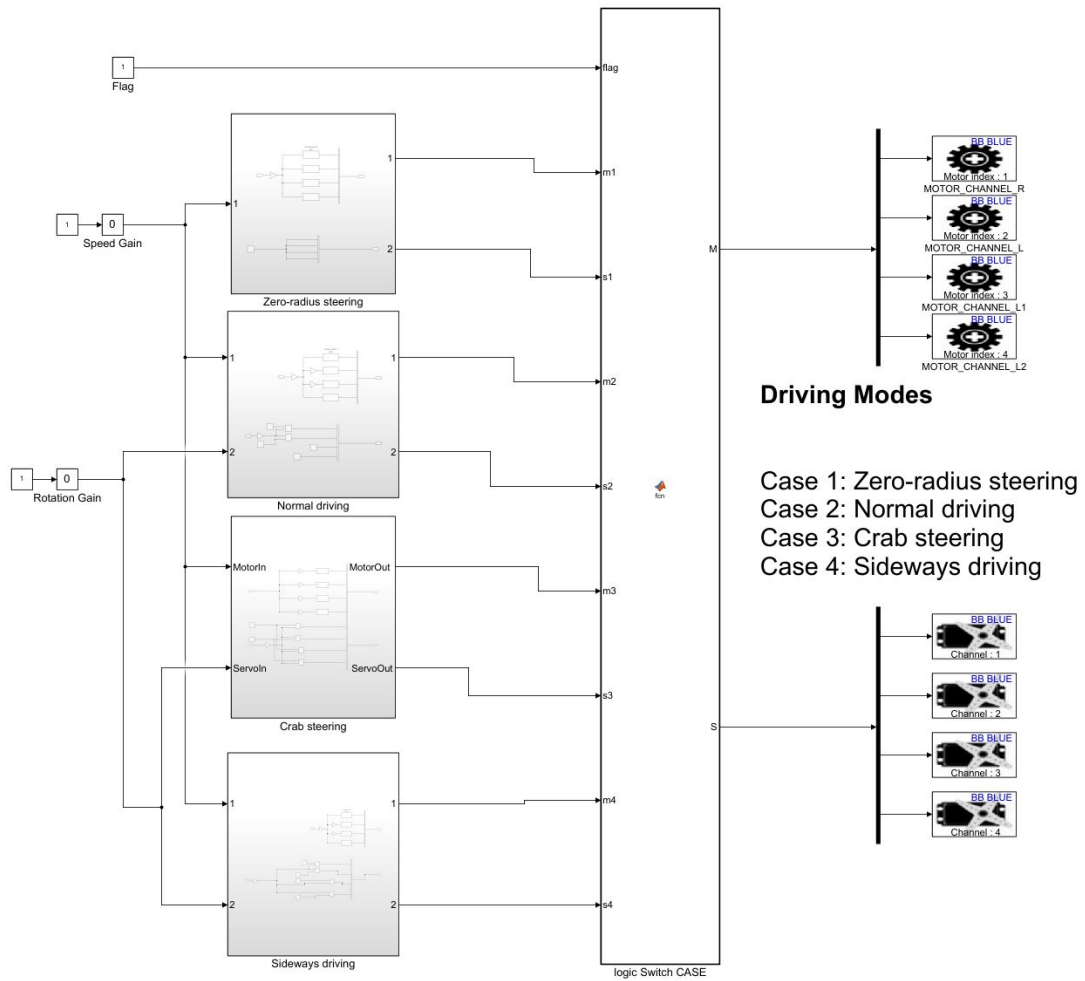 1
Flag
flag
1
1
m1
1
0
Speed Gain
2
s1
Zero-radius steering
1
1
m2
2
2
s2
Normal driving
1
0
Rotation Gain
fcn
MotorIn
MotorOut
m3
ServoIn
ServoOut
s3
Crab steering
1
1
m4
2
2
s4
Sideways driving
logic Switch CASE
M
S
BB BLUE
Motor index : 1
MOTOR_CHANNEL_R
BB BLUE
Motor index : 2
MOTOR_CHANNEL_L
BB BLUE
Motor index : 3
MOTOR_CHANNEL_L1
BB BLUE
Motor index : 4
MOTOR_CHANNEL_L2
Driving Modes
Case 1: Zero-radius steering
Case 2: Normal driving
Case 3: Crab steering
Case 4: Sideways driving
BB BLUE
Channel : 1
BB BLUE
Channel : 2
BB BLUE
Channel : 3
BB BLUE
Channel : 4